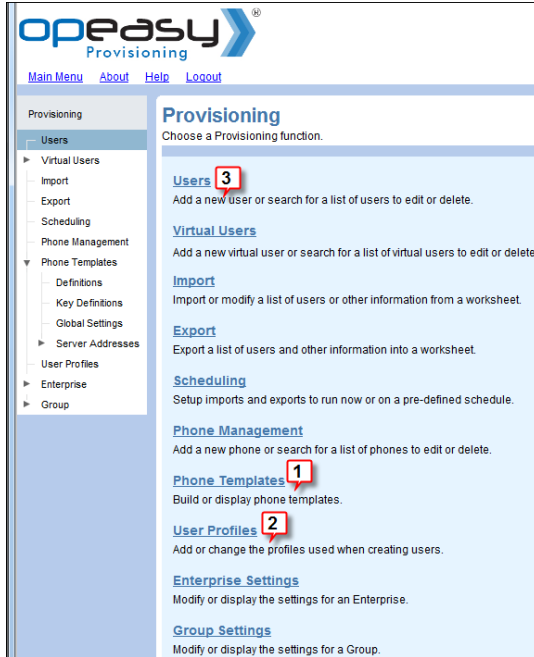 opeasy®
Provisioning
Main Menu About Help Logout
Provisioning
Users
Virtual Users
Import
Export
Scheduling
Phone Management
Phone Templates
Definitions
Key Definitions
Global Settings
Server Addresses
User Profiles
Enterprise
Group
Provisioning
Choose a Provisioning function.
Users 3
Add a new user or search for a list of users to edit or delete.
Virtual Users
Add a new virtual user or search for a list of virtual users to edit or delete
Import
Import or modify a list of users or other information from a worksheet.
Export
Export a list of users and other information into a worksheet.
Scheduling
Setup imports and exports to run now or on a pre-defined schedule.
Phone Management
Add a new phone or search for a list of phones to edit or delete.
Phone Templates 1
Build or display phone templates.
User Profiles 2
Add or change the profiles used when creating users.
Enterprise Settings
Modify or display the settings for an Enterprise.
Group Settings
Modify or display the settings for a Group.